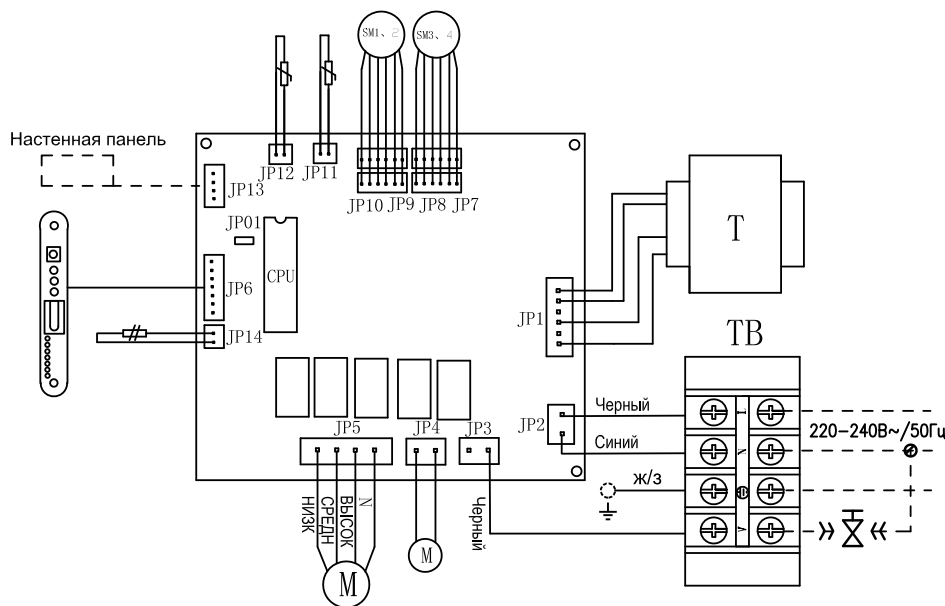 SM1、2
SM3、4
Настенная панель
JP12
JP11
JP13
JP10
JP9
JP8
JP7
JP01
CPU
JP6
JP14
JP1
T
TB
JP5
JP4
JP3
JP2
Черный
Синий
L
N
220-240В~/50Гц
ж/з
V
НИЗК
СРЕДН
ВЫСОК
N
Черный
M
M